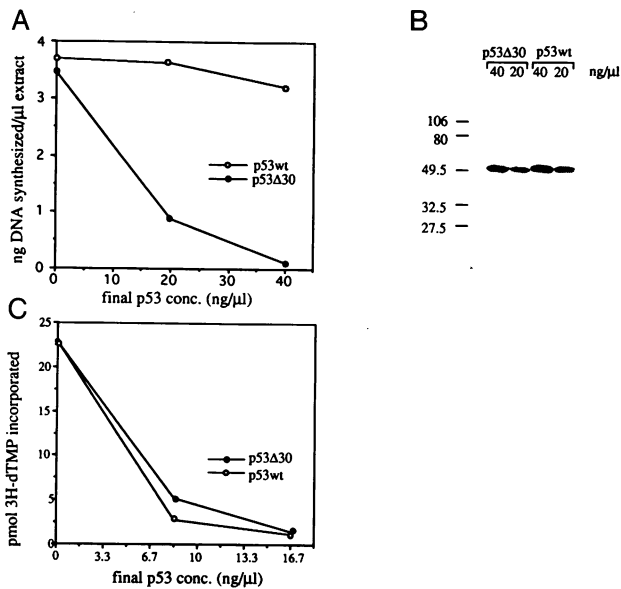 A
4
3
2
1
0
ng DNA synthesized/µl extract
p53wt
p53Δ30
0 10 20 30 40
final p53 conc. (ng/µl)
B
p53Δ30 p53wt
40 20 40 20 ng/µl
106
80
49.5
32.5
27.5
C
25
20
15
10
5
0
pmol 3H-dTMP incorporated
p53Δ30
p53wt
0 3.3 6.7 10 13.3 16.7
final p53 conc. (ng/µl)